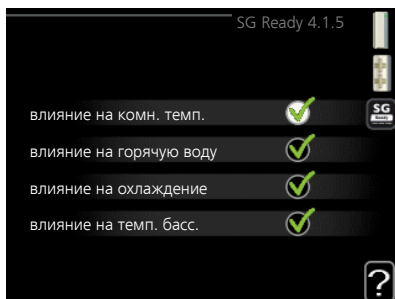 SG Ready 4.1.5
SG
Ready
влияние на комн. темп.
влияние на горячую воду
влияние на охлаждение
влияние на темп. басс.
?